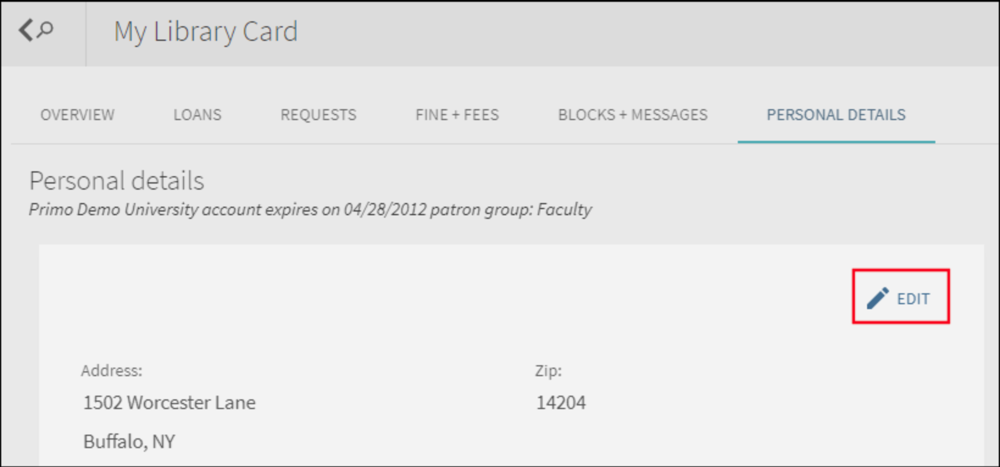 My Library Card
OVERVIEW LOANS REQUESTS FINE + FEES BLOCKS + MESSAGES PERSONAL DETAILS
Personal details
Primo Demo University account expires on 04/28/2012 patron group: Faculty
EDIT
Address: Zip:
1502 Worcester Lane 14204
Buffalo, NY